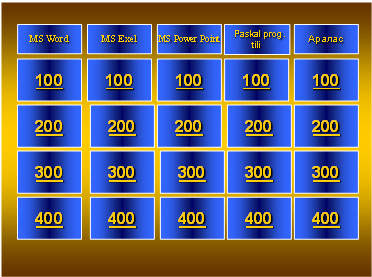 MS Word MS Exel MS Power Point Paskal prog. tili Аралас
100 100 100 100 100
200 200 200 200 200
300 300 300 300 300
400 400 400 400 400